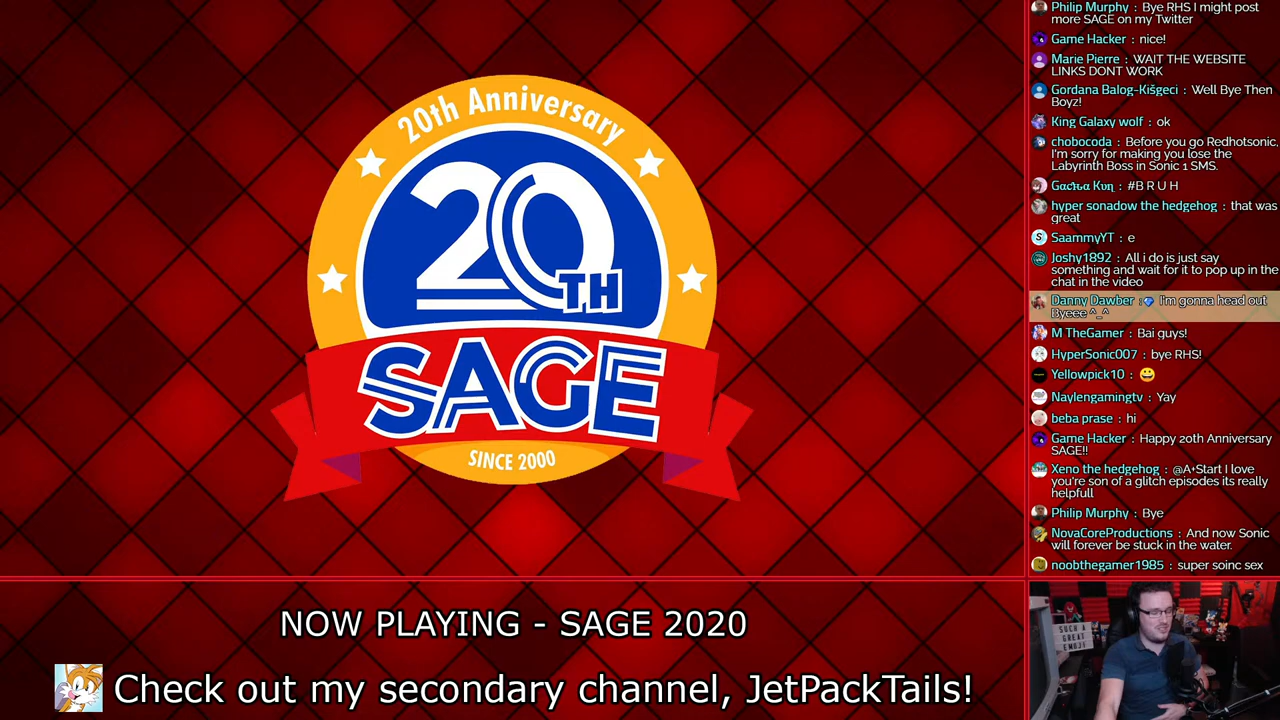 20th Anniversary
20TH
SAGE
SINCE 2000
NOW PLAYING - SAGE 2020
Check out my secondary channel, JetPackTails!
Philip Murphy : Bye RHS I might post
more SAGE on my Twitter
Game Hacker : nice!
Marie Pierre : WAIT THE WEBSITE
LINKS DONT WORK
Gordana Balog-Kišgeci : Well Bye Then
Boyz!
King Galaxy wolf : ok
chobocoda : Before you go Redhotsonic,
I'm sorry for making you lose the
Labyrinth Boss in Sonic 1 SMS.
#B R U H
hyper sonadow the hedgehog : that was
great
S
SaammyYT : e
Joshy1892 : All i do is just say
something and wait for it to pop up in the
chat in the video
Danny Dawber :💎 I'm gonna head out
Byeee ^_^
M TheGamer : Bai guys!
HyperSonic007 : bye RHS!
Yellowpick10 : 😀
Naylengamingtv : Yay
beba prase : hi
Game Hacker : Happy 20th Anniversary
SAGE!!
Xeno the hedgehog : @A+Start I love
you're son of a glitch episodes its really
helpfull
Philip Murphy : Bye
NovaCoreProductions : And now Sonic
will forever be stuck in the water.
noobthegamer1985 : super soinc sex
SUCH A
GREAT
EMOJI